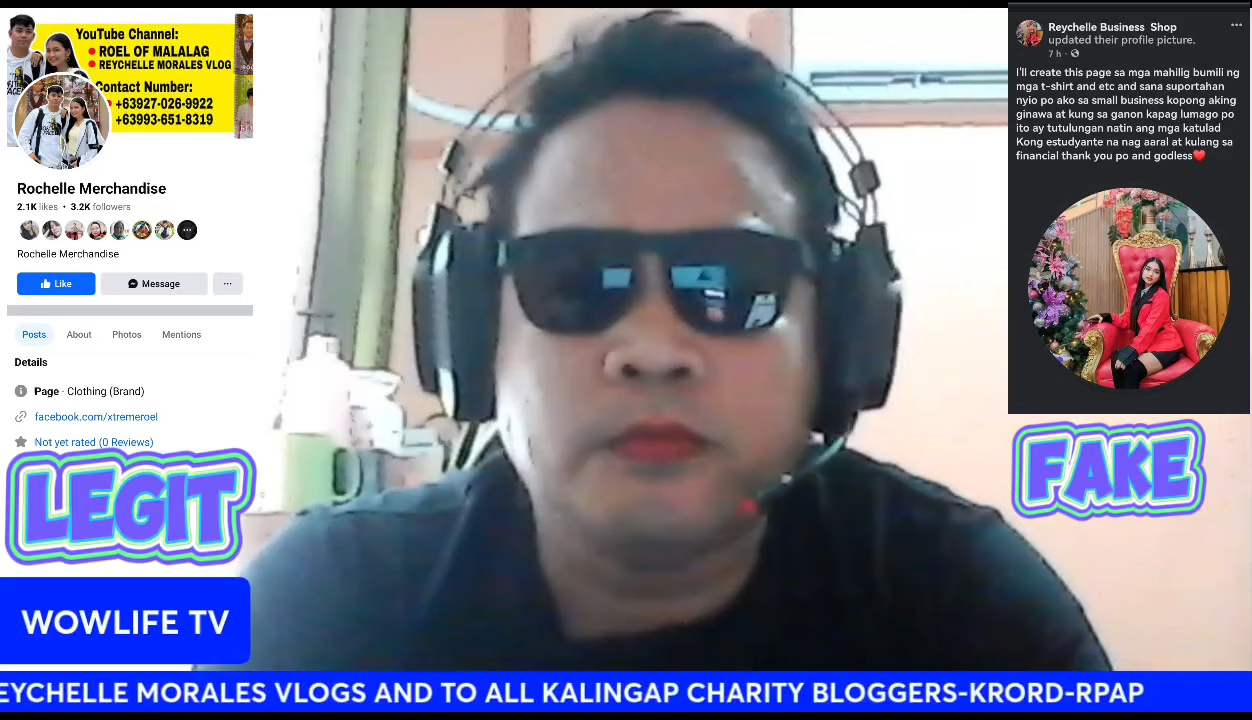 YouTube Channel:
ROEL OF MALALAG
REYCHELLE MORALES VLOG
Contact Number:
+63927-026-9922
+63993-651-8319
Rochelle Merchandise
2.1K likes • 3.2K followers
Rochelle Merchandise
Like
Message
Posts
About
Photos
Mentions
Details
Page · Clothing (Brand)
facebook.com/xtremeroel
Not yet rated (0 Reviews)
LEGIT
WOWLIFE TV
Reychelle Business Shop
updated their profile picture.
7 h
I'll create this page sa mga mahilig bumili ng
mga t-shirt and etc and sana suportahan
nyio po ako sa small business kopong aking
ginawa at kung sa ganon kapag lumago po
ito ay tutulungan natin ang mga katulad
Kong estudyante na nag aaral at kulang sa
financial thank you po and godless❤️
FAKE
EYCHELLE MORALES VLOGS AND TO ALL KALINGAP CHARITY BLOGGERS-KRORD-RPAP